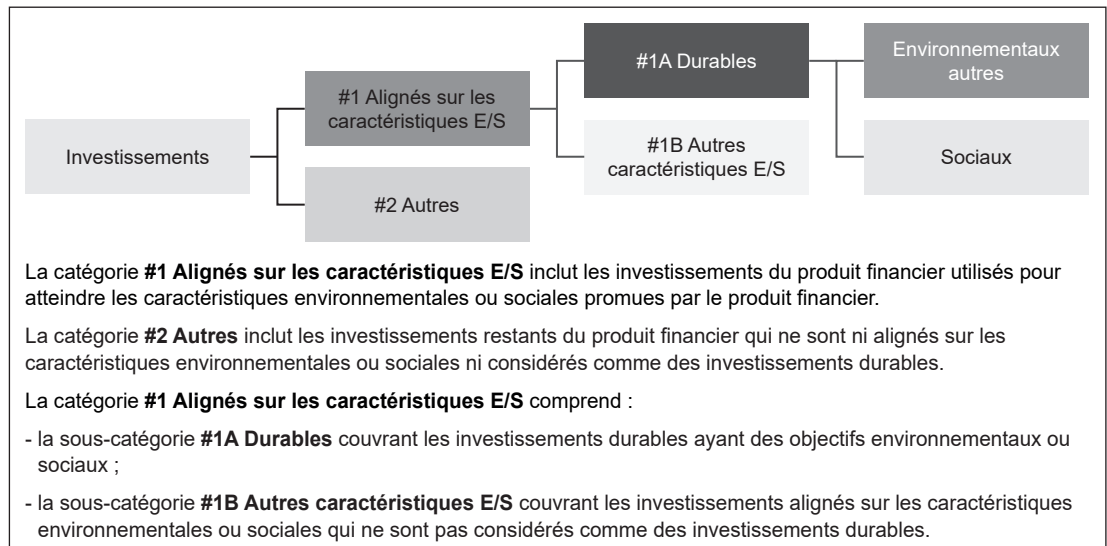 Investissements
#1 Alignés sur les
caractéristiques E/S
#2 Autres
#1A Durables
#1B Autres
caractéristiques E/S
Environnementaux
autres
Sociaux
La catégorie #1 Alignés sur les caractéristiques E/S inclut les investissements du produit financier utilisés pour
atteindre les caractéristiques environnementales ou sociales promues par le produit financier.
La catégorie #2 Autres inclut les investissements restants du produit financier qui ne sont ni alignés sur les
caractéristiques environnementales ou sociales ni considérés comme des investissements durables.
La catégorie #1 Alignés sur les caractéristiques E/S comprend :
- la sous-catégorie #1A Durables couvrant les investissements durables ayant des objectifs environnementaux ou
sociaux ;
- la sous-catégorie #1B Autres caractéristiques E/S couvrant les investissements alignés sur les caractéristiques
environnementales ou sociales qui ne sont pas considérés comme des investissements durables.